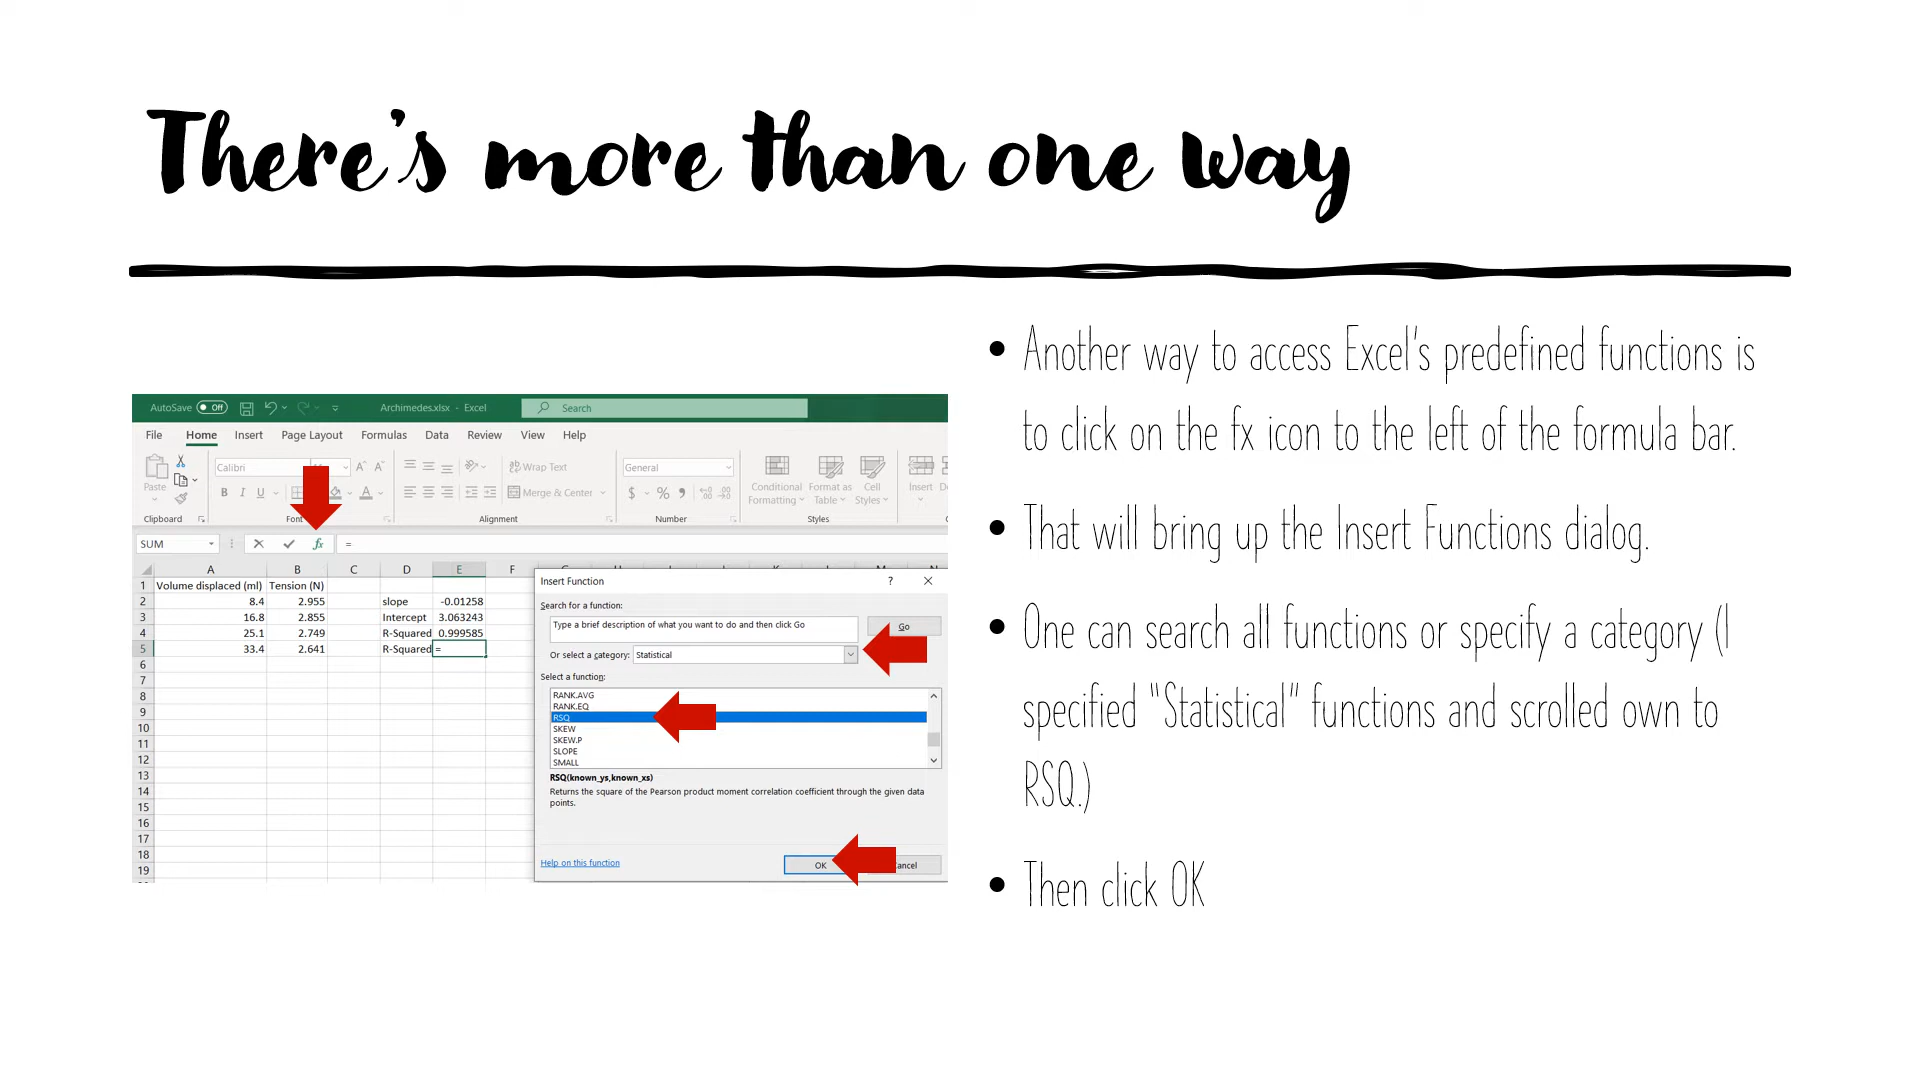 There's more than one way
AutoSave Off Archimedes.xlsx - Excel Search
File Home Insert Page Layout Formulas Data Review View Help
Calibri Wrap Text General
Paste B I U Merge & Center $ % Conditional Formatting Format as Table Cell Styles Insert
Clipboard Font Alignment Number Styles
SUM fx =
A B C D E F
1 Volume displaced (ml) Tension (N)
2 8.4 2.955 slope -0.01258
3 16.8 2.855 Intercept 3.063243
4 25.1 2.749 R-Squared 0.999585
5 33.4 2.641 R-Squared =
6
7
8
9
10
11
12
13
14
15
16
17
18
19
Insert Function ?
Search for a function:
Type a brief description of what you want to do and then click Go Go
Or select a category: Statistical
Select a function:
RANK.AVG
RANK.EQ
RSQ
SKEW
SKEW.P
SLOPE
SMALL
RSQ(known_ys,known_xs)
Returns the square of the Pearson product moment correlation coefficient through the given data
points.
Help on this function OK ancel
• Another way to access Excel's predefined functions is
to click on the fx icon to the left of the formula bar.
• That will bring up the Insert Functions dialog.
• One can search all functions or specify a category (I
specified "Statistical" functions and scrolled own to
RSQ.)
• Then click OK